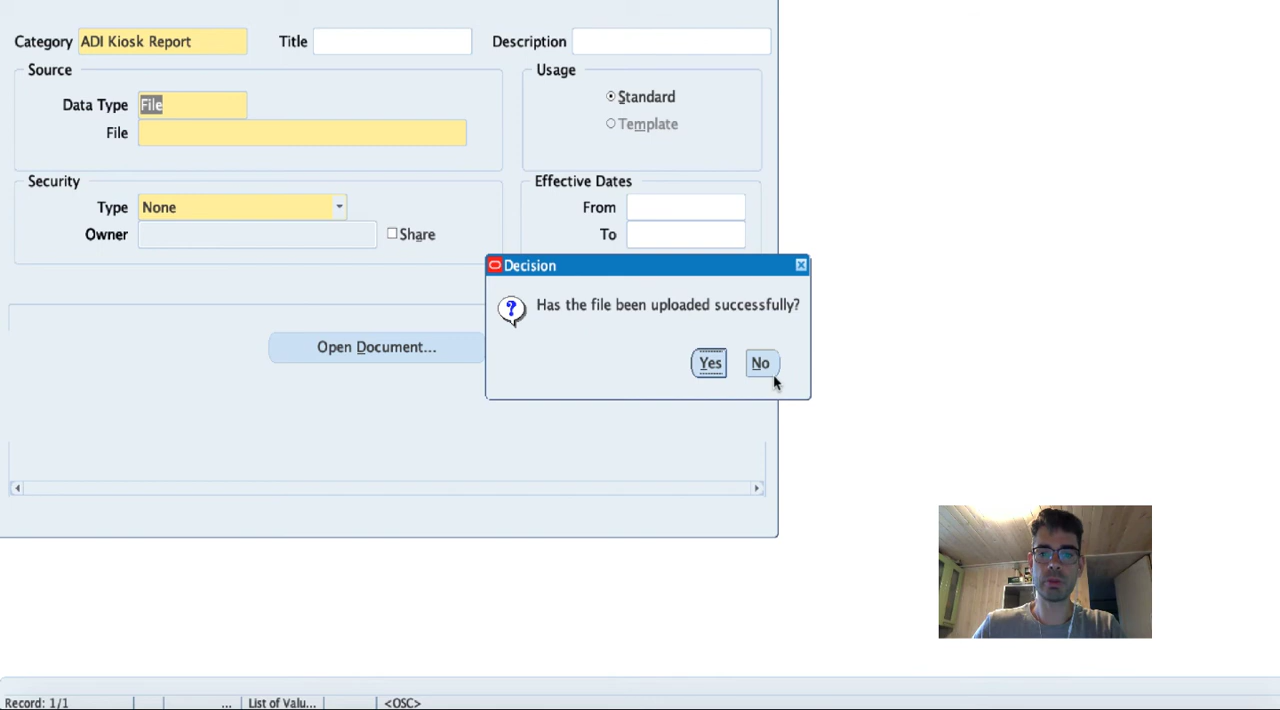 Category ADI Kiosk Report Title Description
Source
Data Type File
File
Usage
Standard
Template
Security
Type None
Owner Share
Effective Dates
From
To
Decision
Has the file been uploaded successfully?
Yes No
Open Document...
Record: 1/1 ... List of Valu... <OSC>